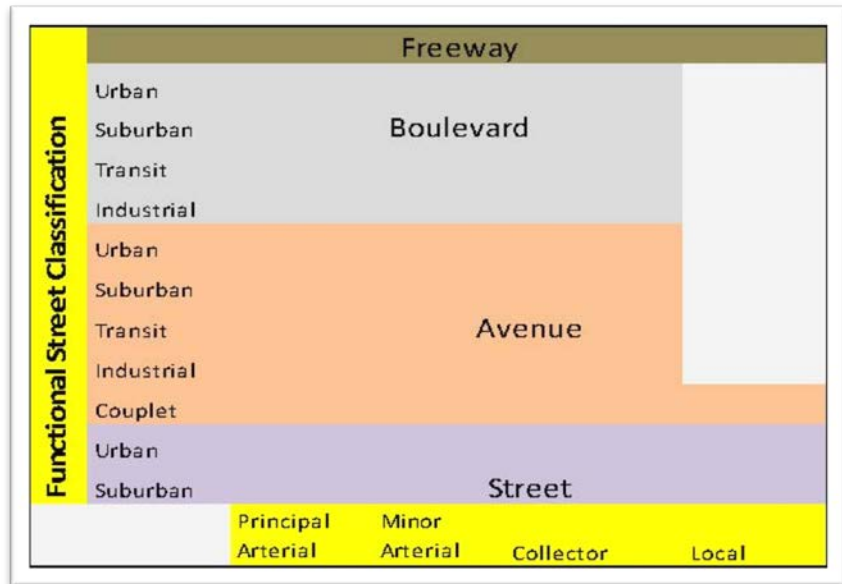 Functional Street Classification
Freeway
Urban
Suburban
Boulevard
Transit
Industrial
Urban
Suburban
Transit
Avenue
Industrial
Couplet
Urban
Suburban
Street
Principal
Arterial
Minor
Arterial
Collector
Local